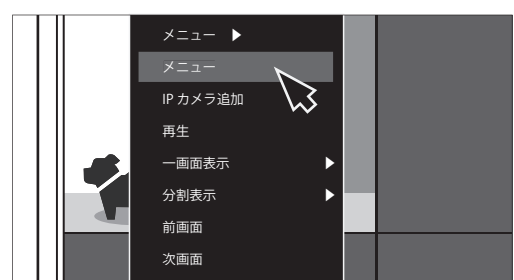 メニュー ▶
メニュー
IP カメラ追加
再生
一画面表示 ▶
分割表示 ▶
前画面
次画面